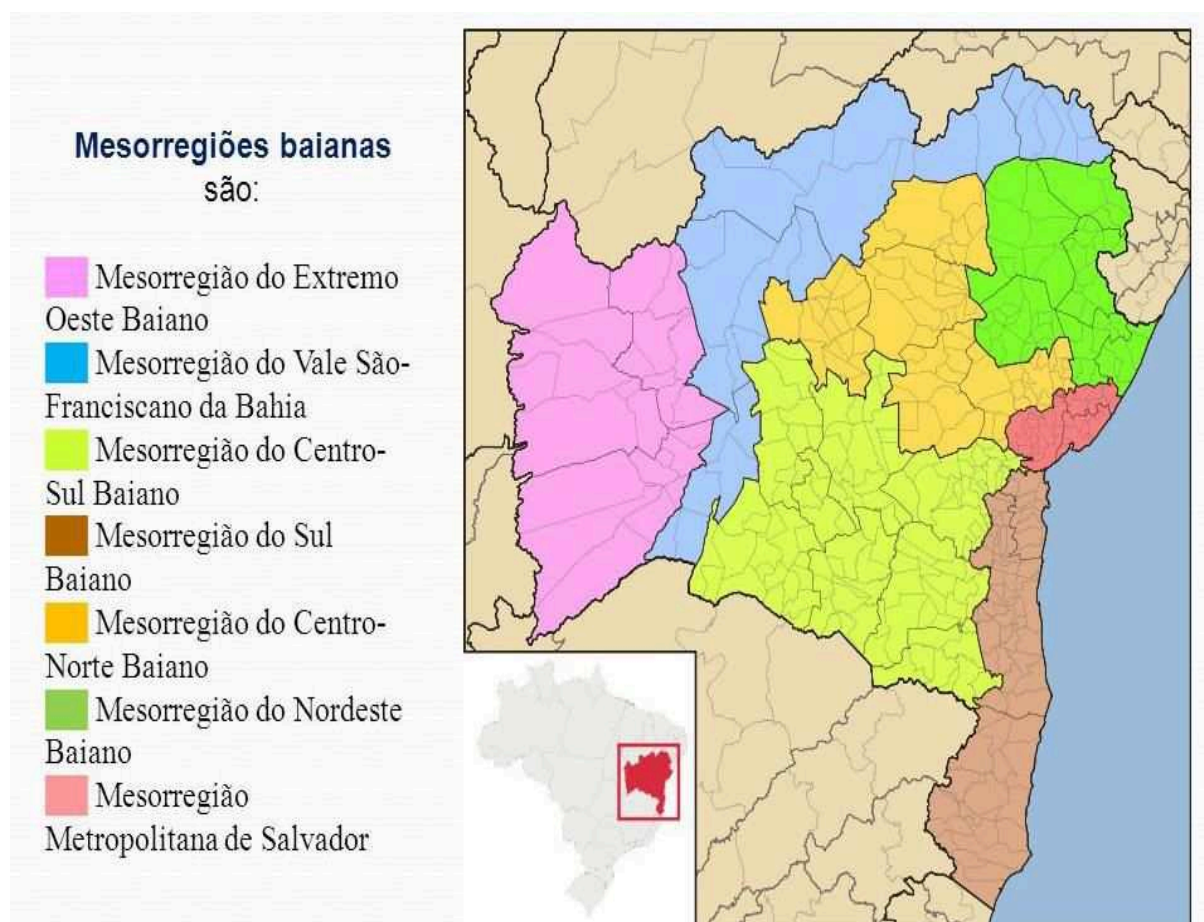 Mesorregiões baianas
são:
Mesorregião do Extremo
Oeste Baiano
Mesorregião do Vale São-
Franciscano da Bahia
Mesorregião do Centro-
Sul Baiano
Mesorregião do Sul
Baiano
Mesorregião do Centro-
Norte Baiano
Mesorregião do Nordeste
Baiano
Mesorregião
Metropolitana de Salvador